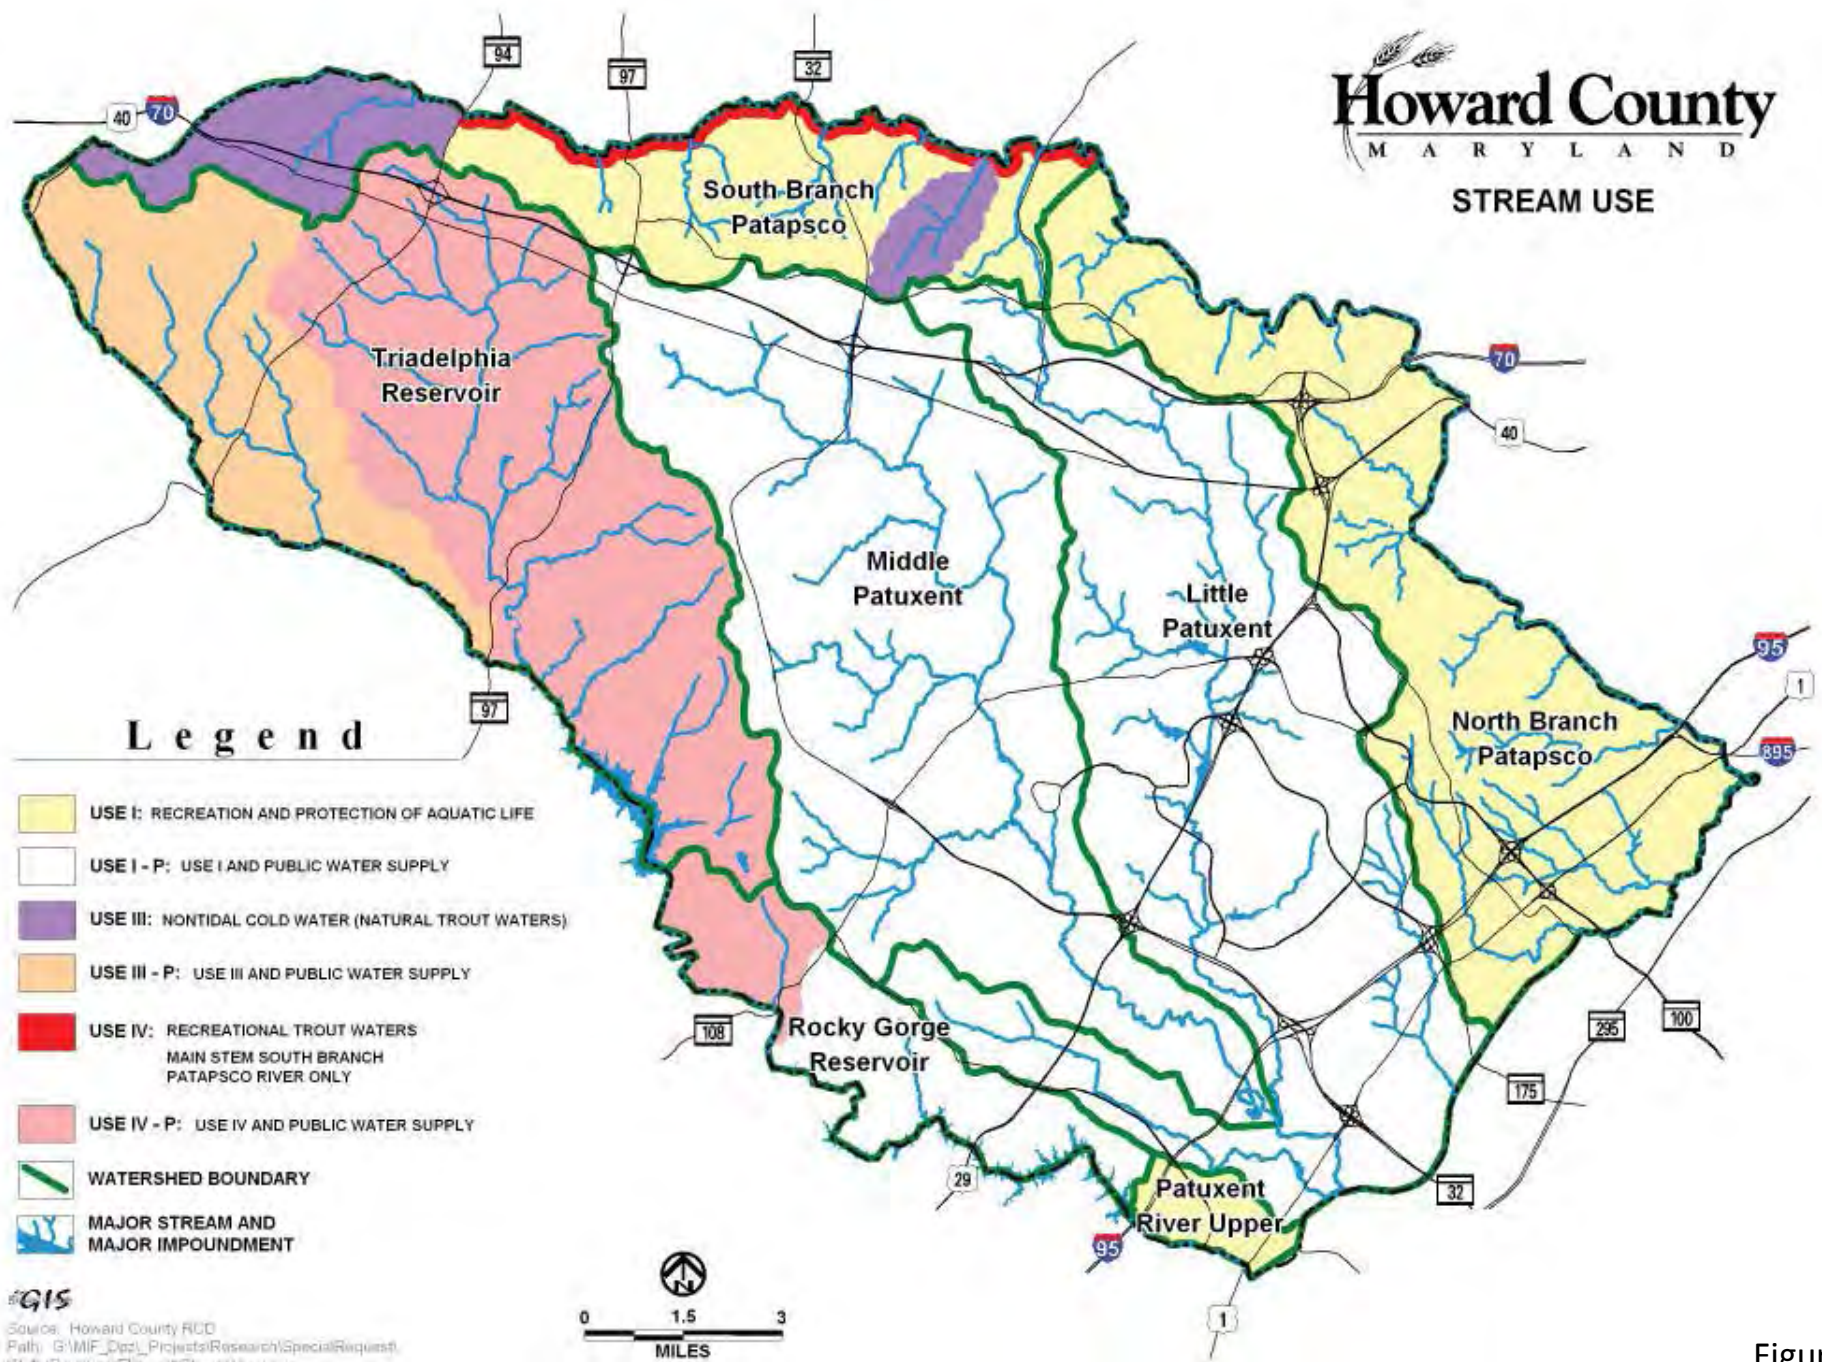 94
97
32
40
70
Howard County
MARYLAND
STREAM USE
South Branch
Patapsco
Triadelphia
Reservoir
70
40
Middle
Patuxent
Little
Patuxent
95
1
895
North Branch
Patapsco
97
Legend
USE I: RECREATION AND PROTECTION OF AQUATIC LIFE
USE I - P: USE I AND PUBLIC WATER SUPPLY
USE III: NONTIDAL COLD WATER (NATURAL TROUT WATERS)
USE III - P: USE III AND PUBLIC WATER SUPPLY
USE IV: RECREATIONAL TROUT WATERS
MAIN STEM SOUTH BRANCH
PATAPSCO RIVER ONLY
USE IV - P: USE IV AND PUBLIC WATER SUPPLY
WATERSHED BOUNDARY
MAJOR STREAM AND
MAJOR IMPOUNDMENT
108
Rocky Gorge
Reservoir
295
100
175
29
32
Patuxent
River Upper
95
1
GIS
Source: Howard County RCD
0 1.5 3
MILES
N